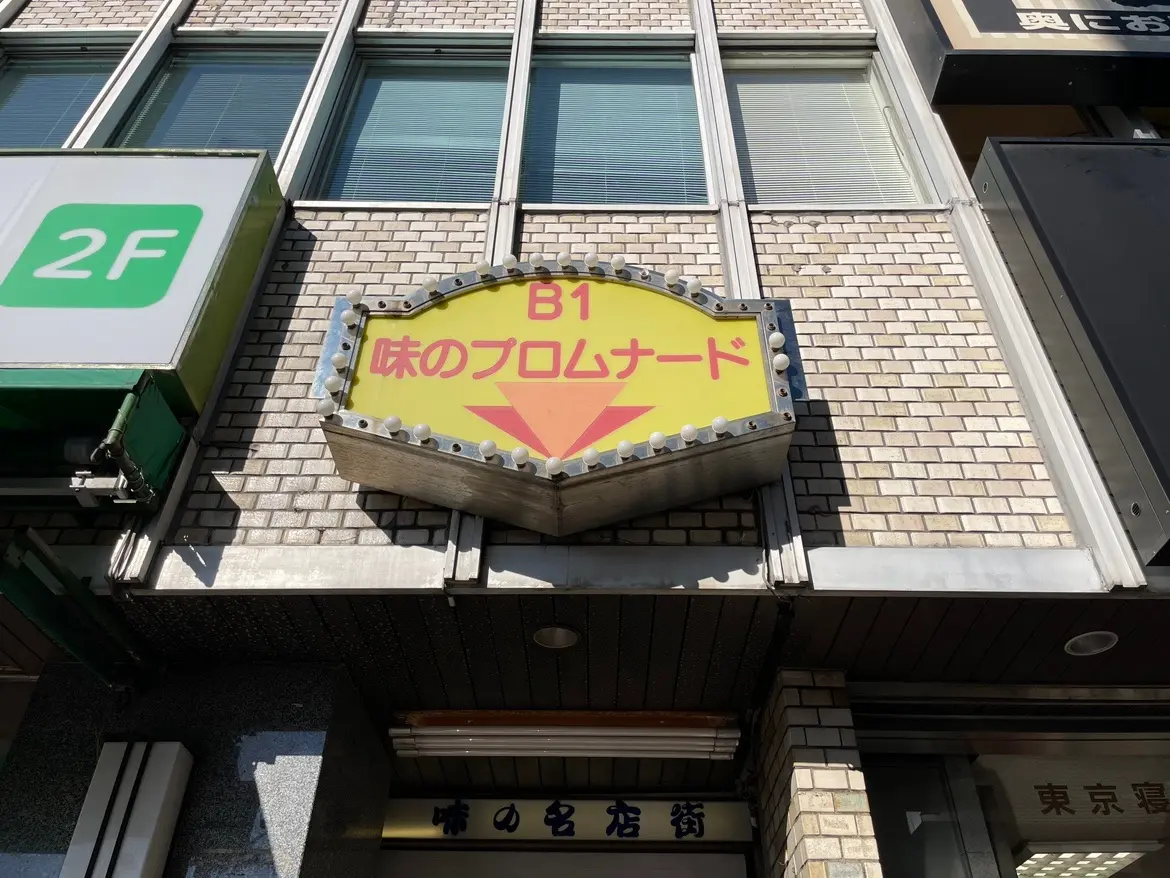 奥にお
2F
B1
味のプロムナード
味の名店街
東京寝